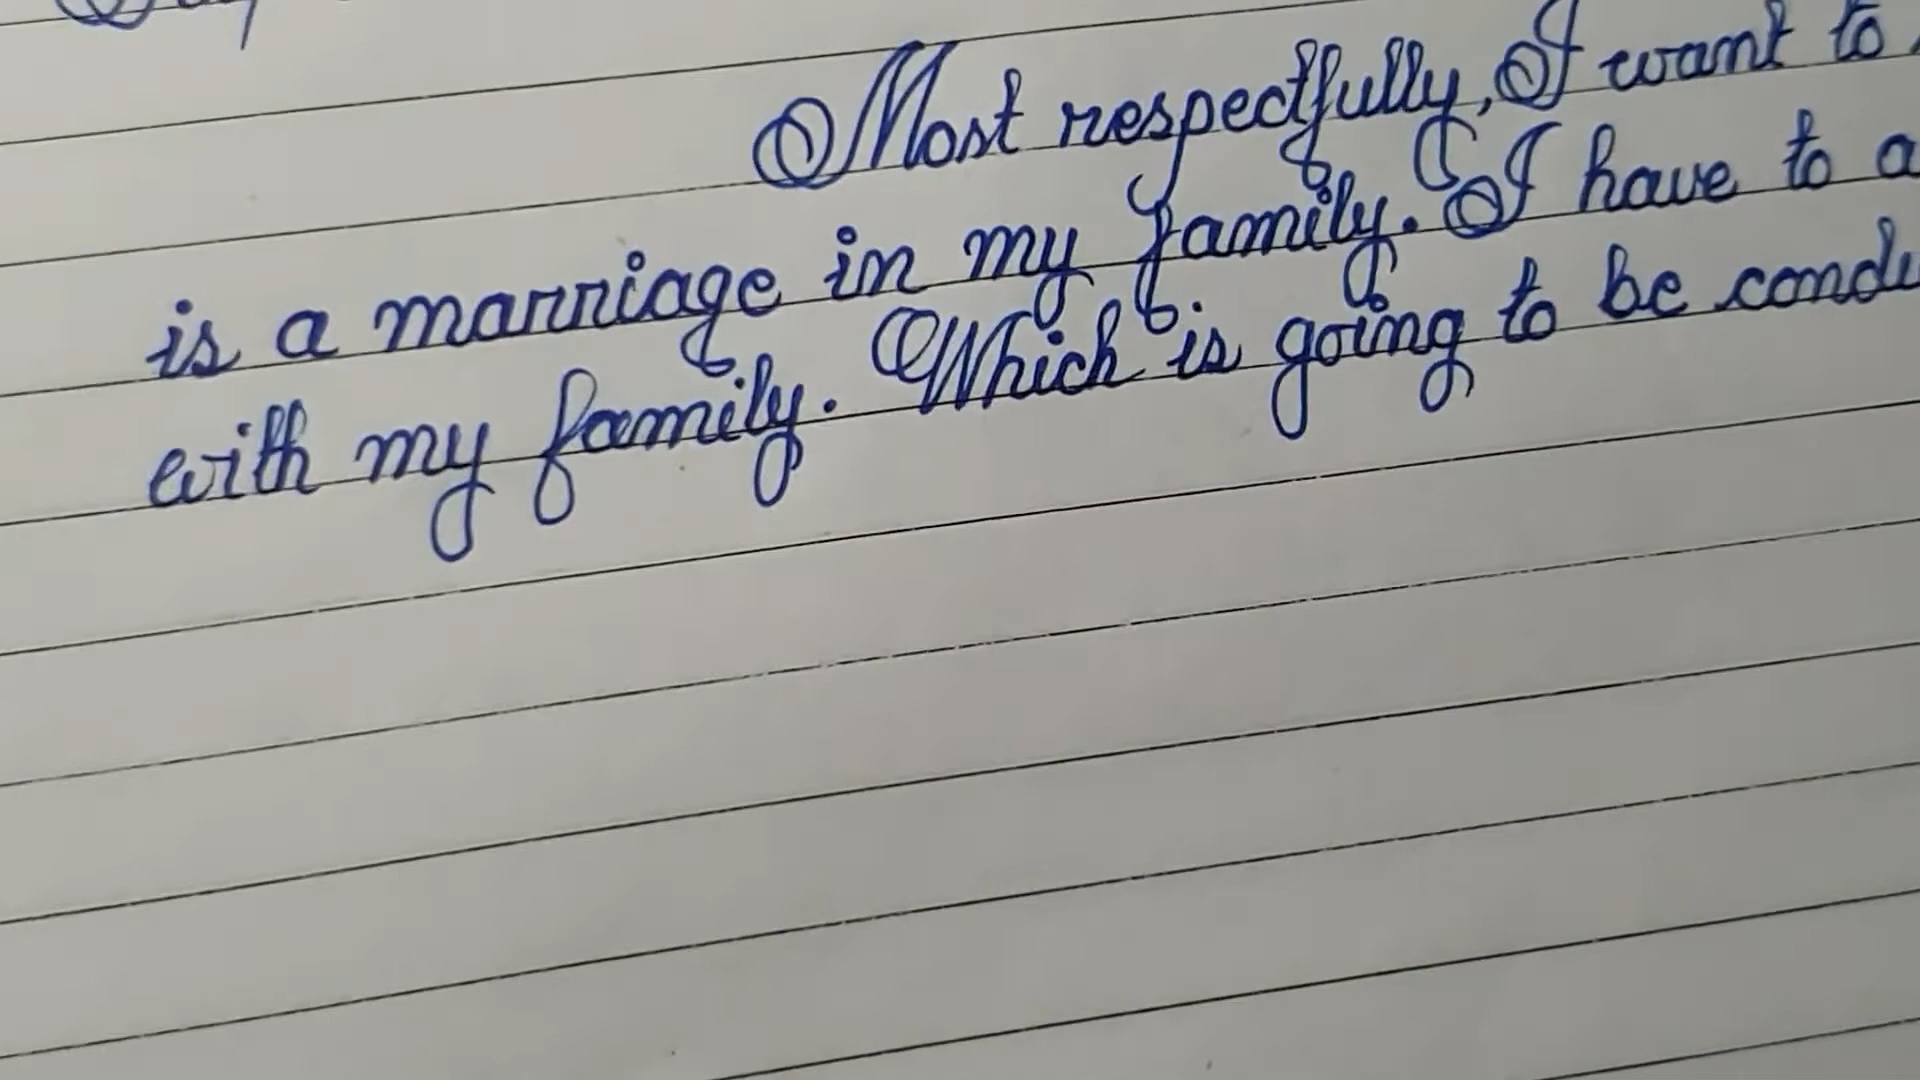 Most respectfully, I want to
is a marriage in my family. I have to a
with my family. Which is going to be condu